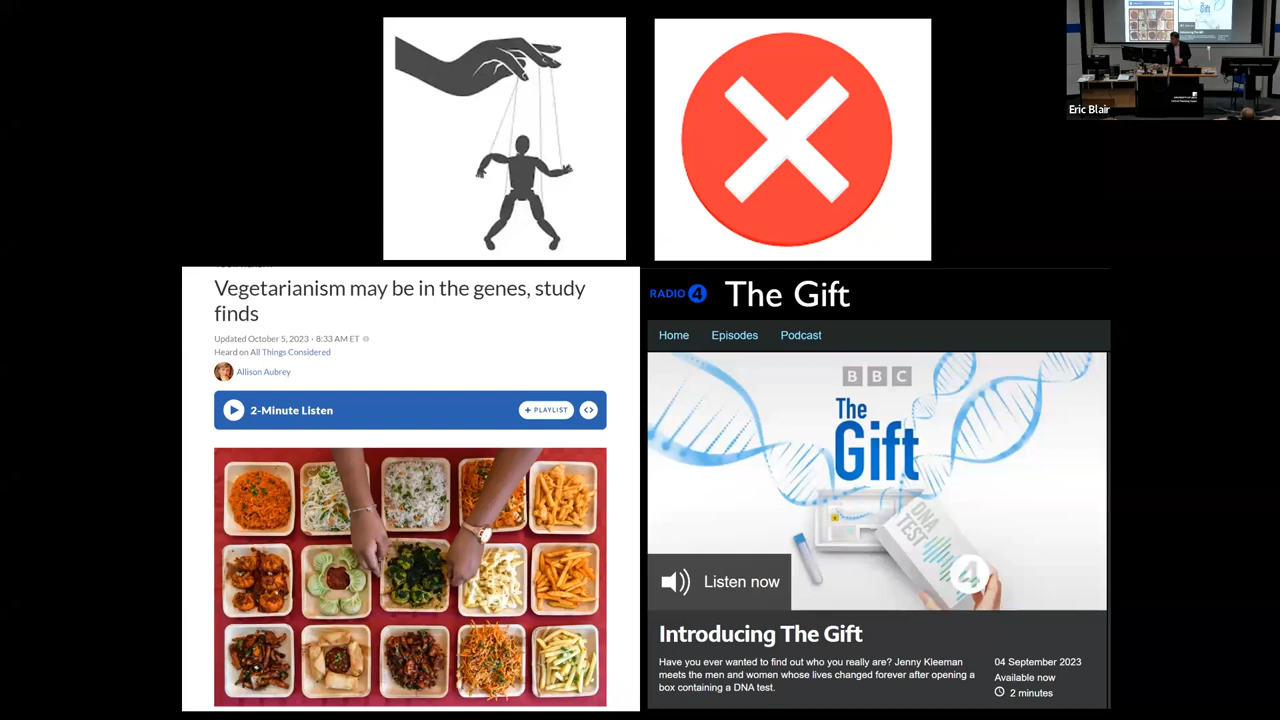 Eric Blair
Vegetarianism may be in the genes, study
finds
Updated October 5, 2023 · 8:33 AM ET
Heard on All Things Considered
Allison Aubrey
2-Minute Listen
+ PLAYLIST
RADIO 4 The Gift
Home Episodes Podcast
BBC
The
Gift
DNA
TEST
4
Listen now
Introducing The Gift
Have you ever wanted to find out who you really are? Jenny Kleeman
meets the men and women whose lives changed forever after opening a
box containing a DNA test.
04 September 2023
Available now
2 minutes